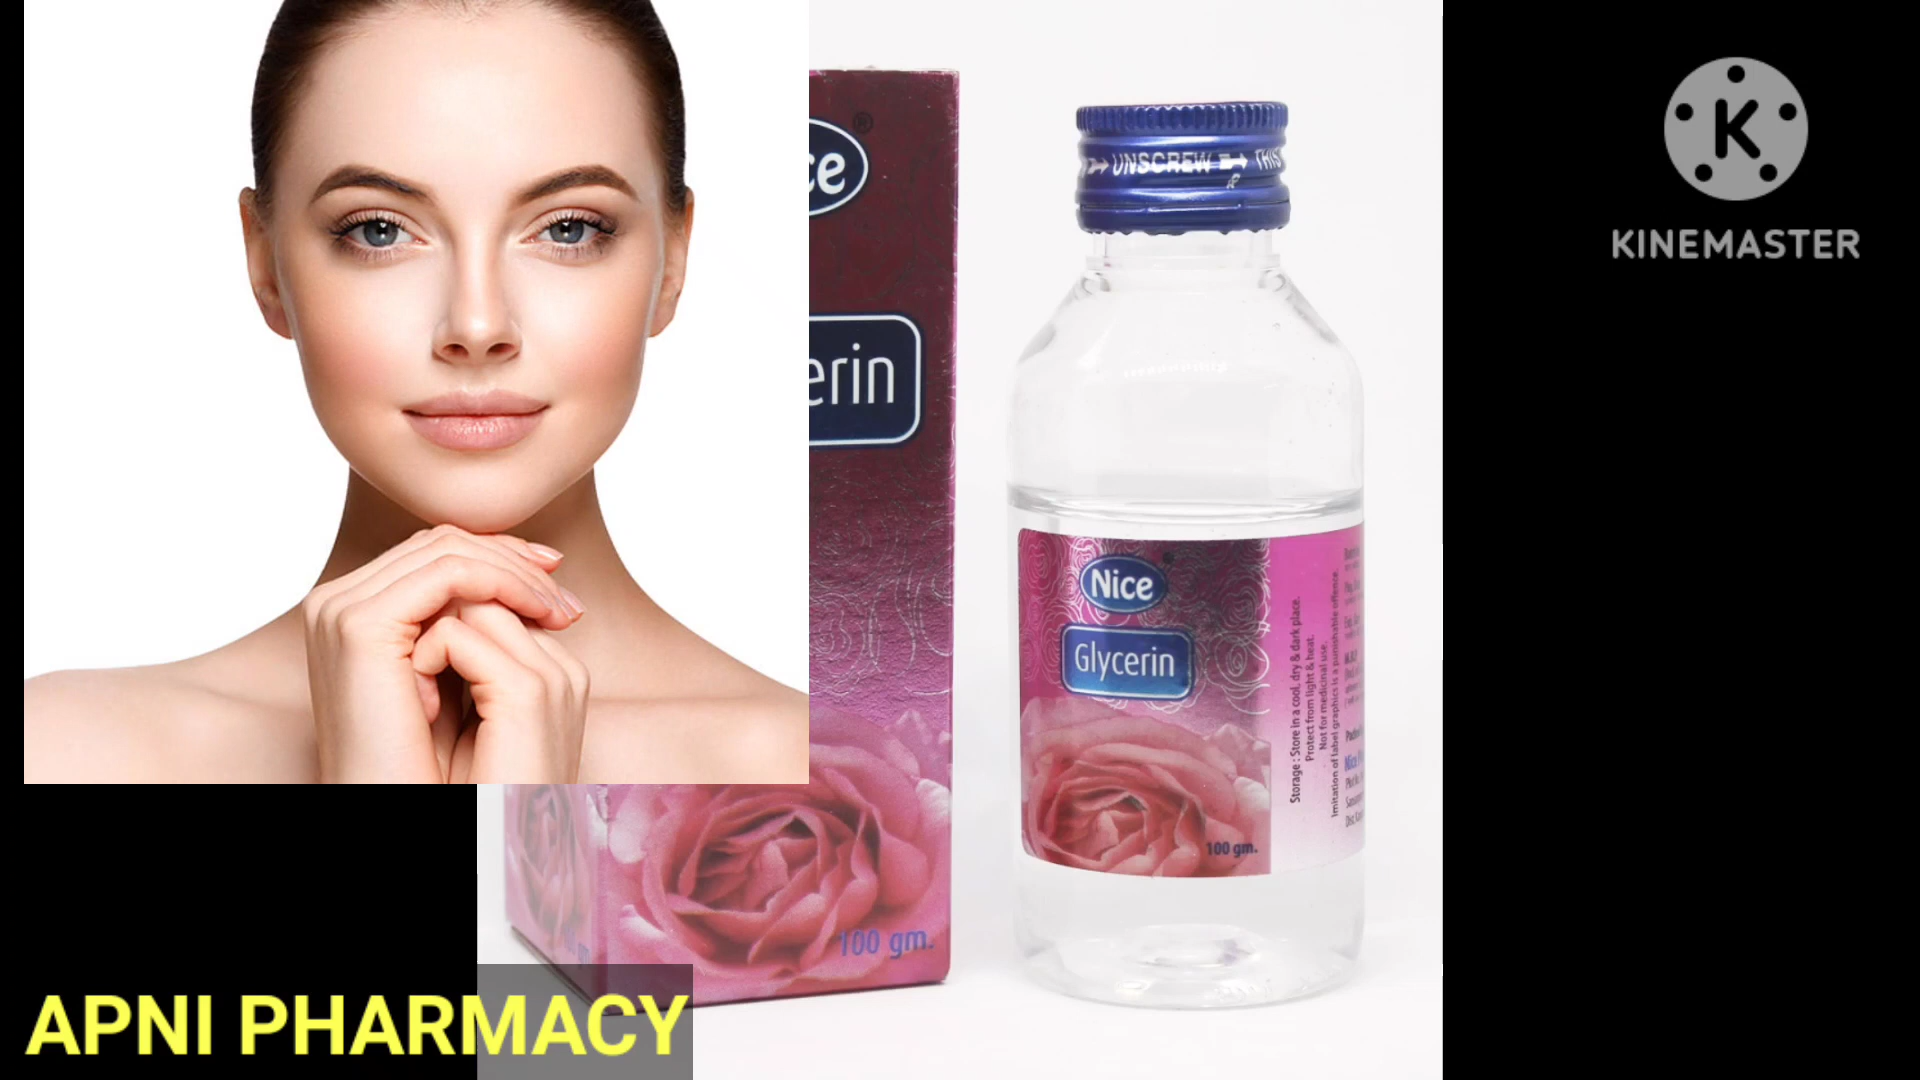 ce
®
erin
100 gm.
UNSCREW THIS
Nice
Glycerin
100 gm.
Storage : Store in a cool, dry & dark place.
Protect from light & heat.
Not for medicinal use.
Imitation of label graphics is a punishable offence.
KINEMASTER
APNI PHARMACY